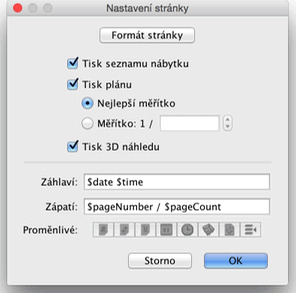 Nastavení stránky
Formát stránky
Tisk seznamu nábytku
Tisk plánu
Nejlepší měřítko
Měřítko: 1 /
Tisk 3D náhledu
Záhlaví: $date $time
Zápatí: $pageNumber / $pageCount
Proměnlivé:
Storno OK